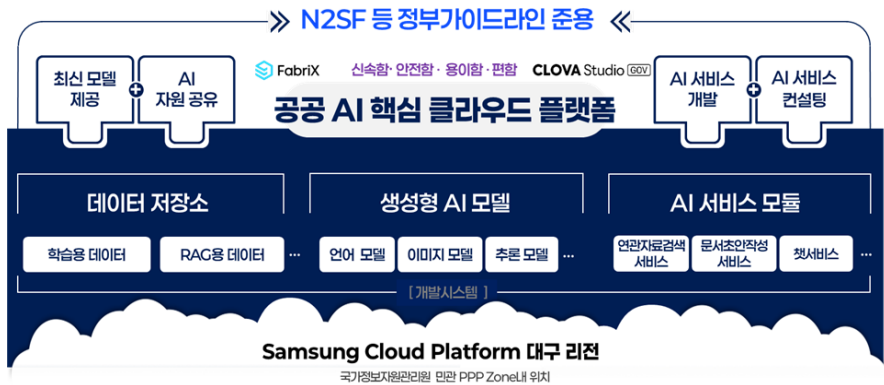 N2SF 등 정부가이드라인 준용
최신 모델
제공
+
AI
자원 공유
FabriX
신속함· 안전함· 용이함·편함
CLOVA Studio GOV
공공 AI 핵심 클라우드 플랫폼
AI 서비스
개발
+
AI 서비스
컨설팅
데이터 저장소
학습용 데이터
RAG용 데이터
...
생성형 AI 모델
언어 모델
이미지 모델
추론 모델
...
AI 서비스 모듈
연관자료검색
서비스
문서초안작성
서비스
챗서비스
...
[ 개발시스템 ]
Samsung Cloud Platform 대구 리전
국가정보자원관리원 민관 PPP Zone내 위치